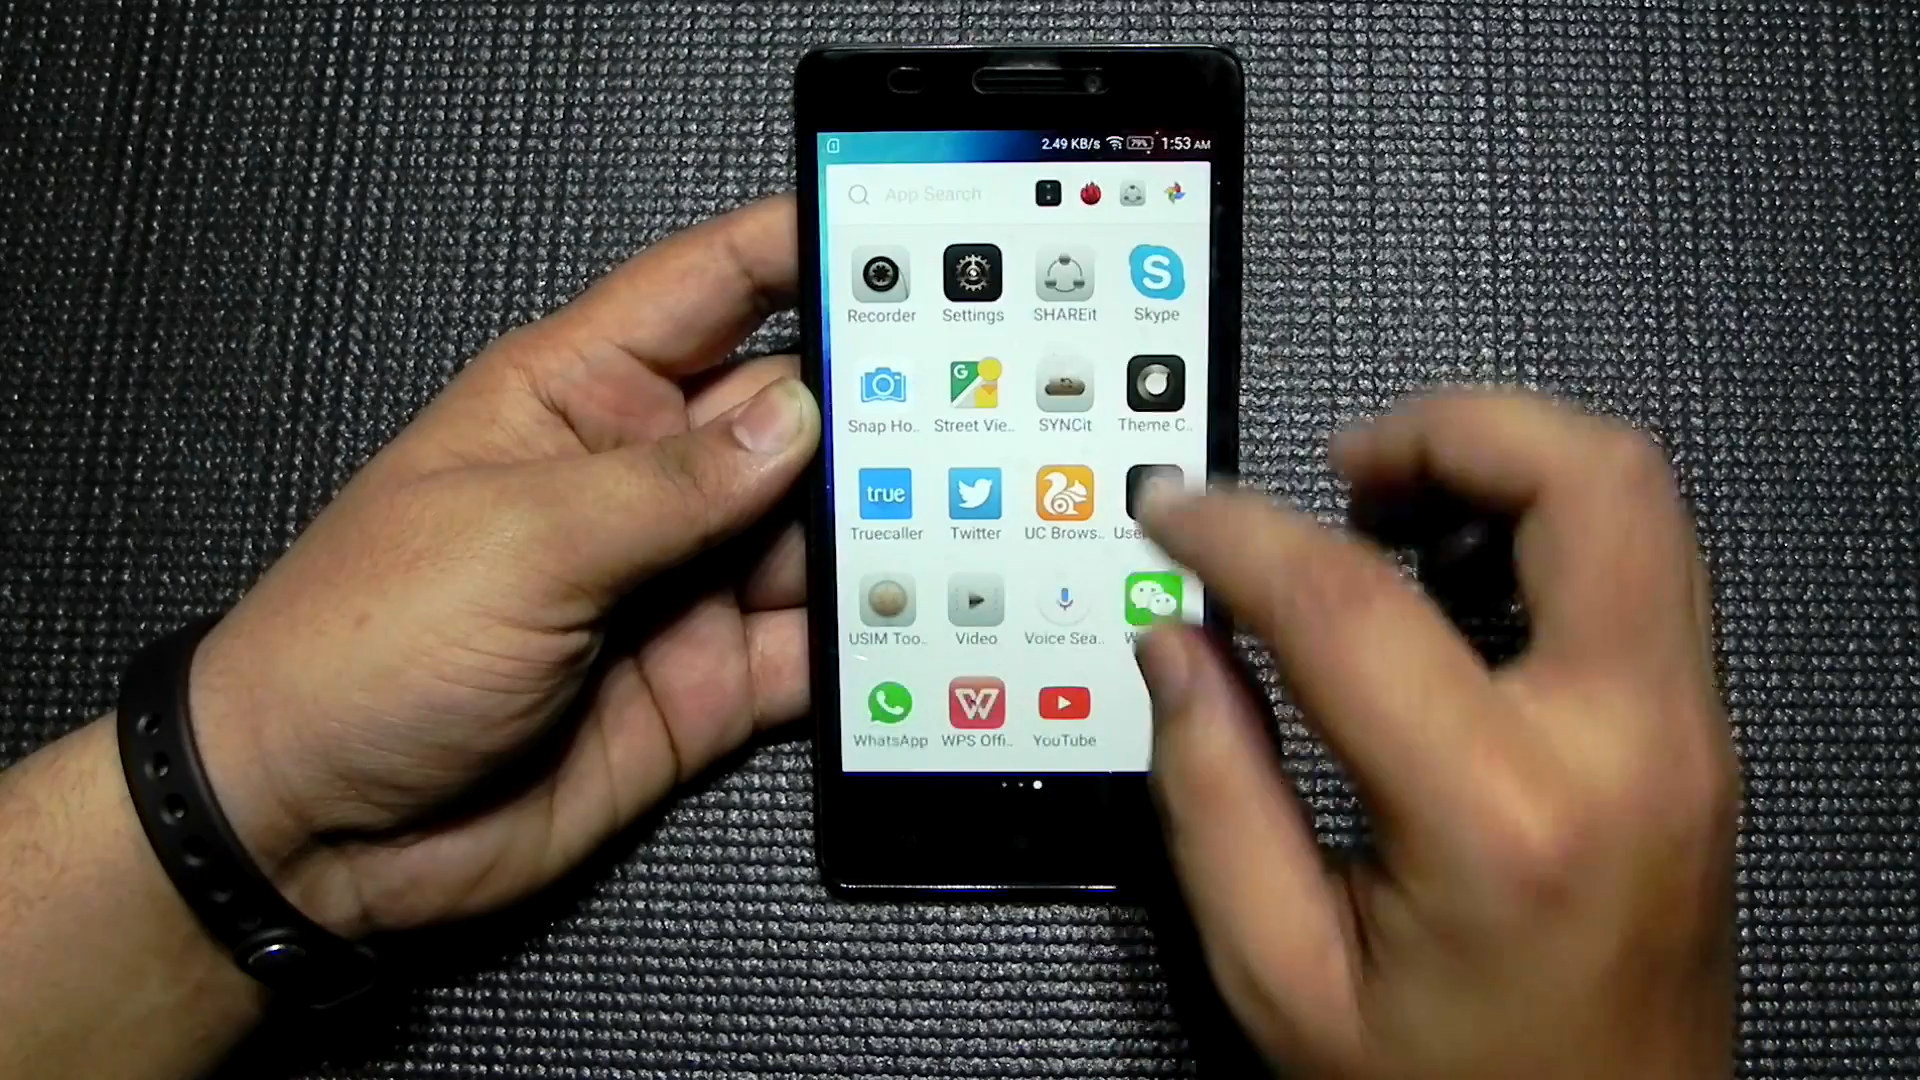 2.49 KB/s 79% 1:53 AM
App Search
Recorder Settings SHAREit Skype
S
Snap Ho.. Street Vie.. SYNCit Theme C..
G
true
Truecaller Twitter UC Brows..
USIM Too.. Video Voice Sea..
W
WhatsApp WPS Offi.. YouTube